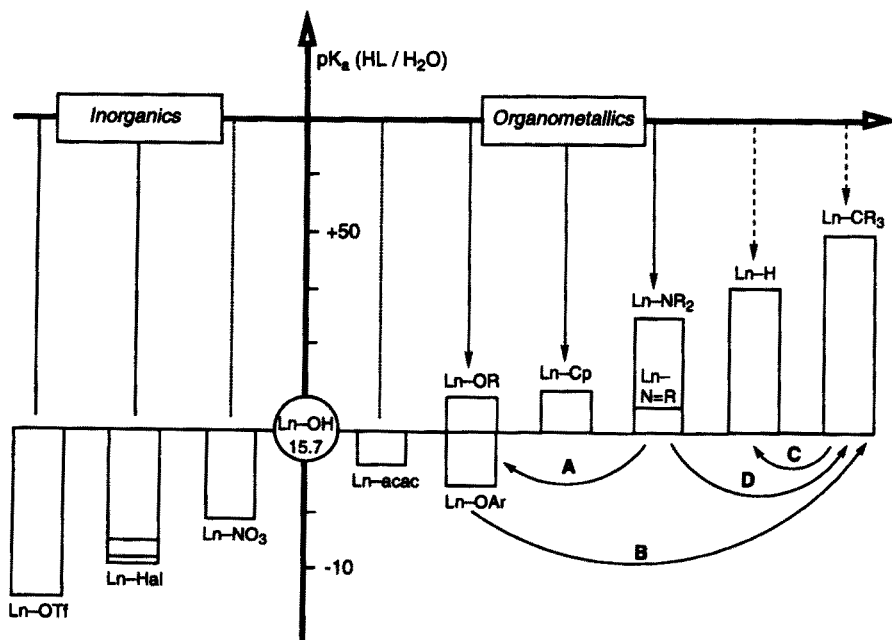 pKa (HL / H2O)
Inorganics
Organometallics
+50
Ln–CR3
Ln–H
Ln–NR2
Ln–OR
Ln–Cp
Ln–
N=R
Ln–OH
15.7
Ln–acac
A
C
D
Ln–OAr
Ln–NO3
B
-10
Ln–Hal
Ln–OTf